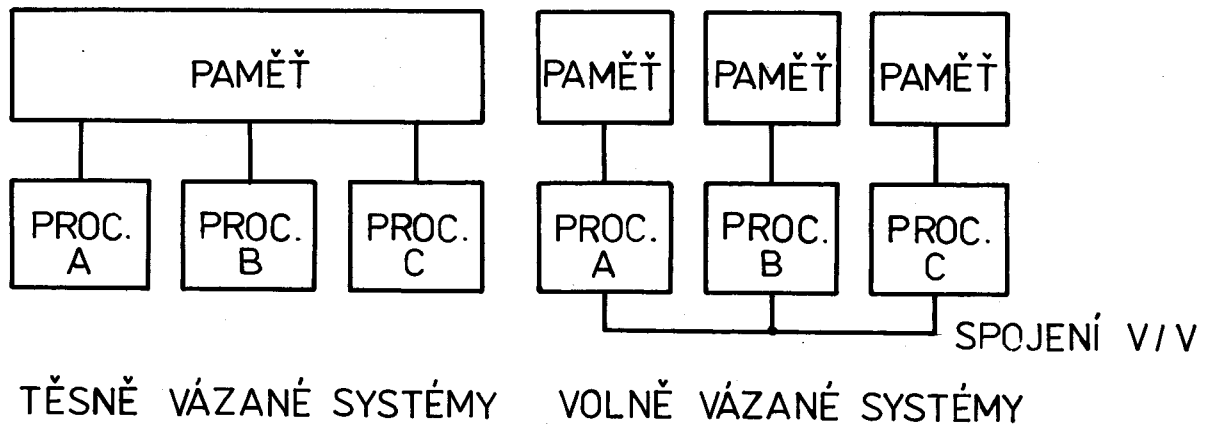 PAMĚŤ
PROC.
A
PROC.
B
PROC.
C
TĚSNĚ VÁZANÉ SYSTÉMY
PAMĚŤ
PAMĚŤ
PAMĚŤ
PROC.
A
PROC.
B
PROC.
C
SPOJENÍ V/V
VOLNĚ VÁZANÉ SYSTÉMY